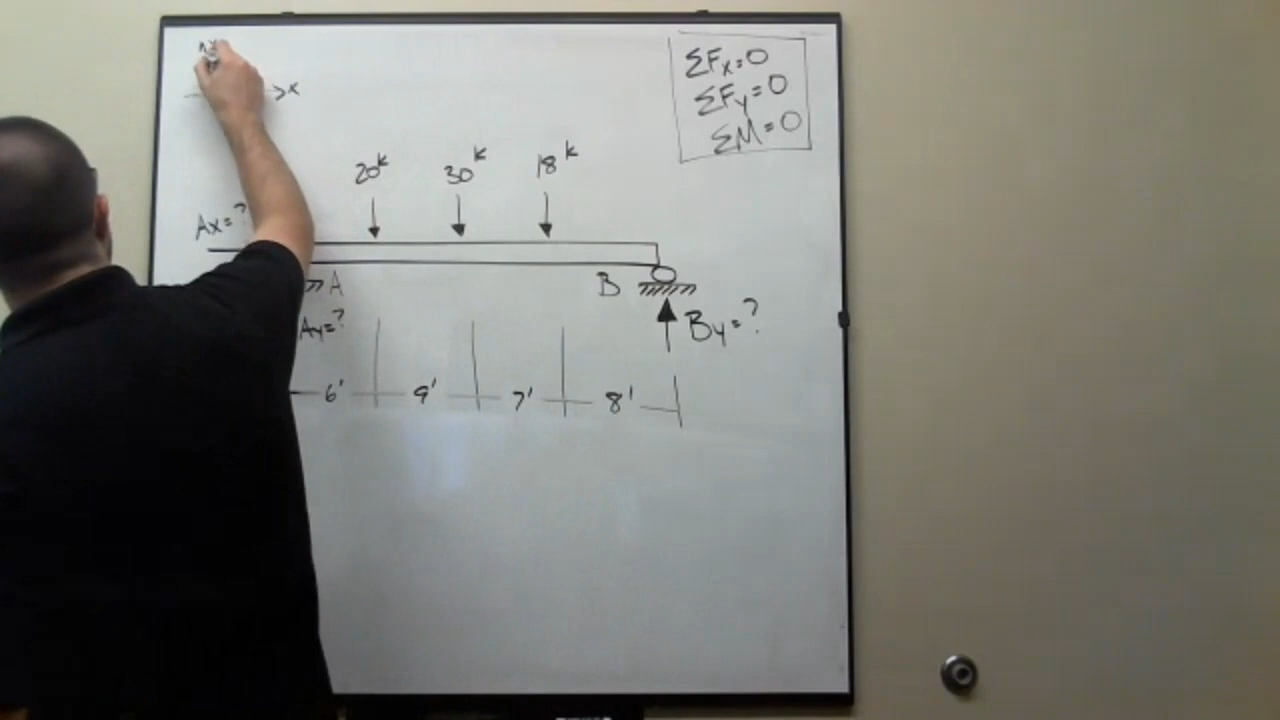 y
x
ΣFx=0
ΣFy=0
ΣM=0
20k
30k
18k
Ax=?
A
B
Ay=?
By=?
6' 9' 7' 8'